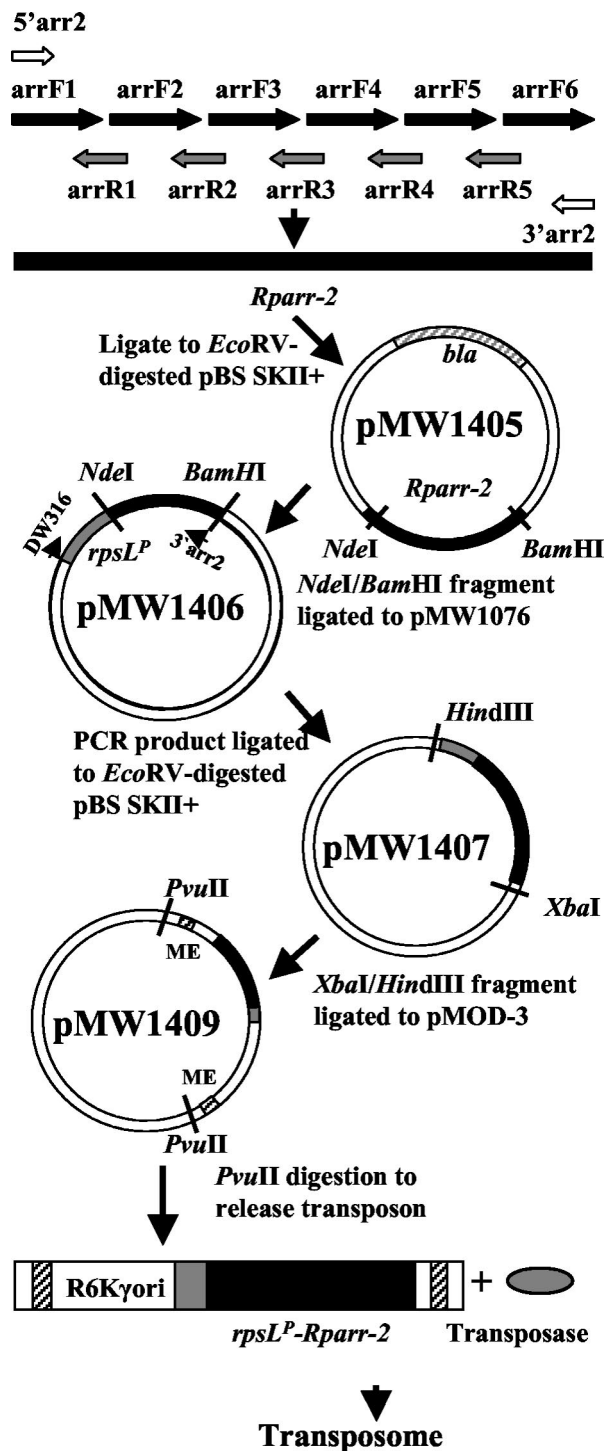 5’arr2
arrF1 arrF2 arrF3 arrF4 arrF5 arrF6
arrR1 arrR2 arrR3 arrR4 arrR5
3’arr2
Rparr-2
Ligate to EcoRV-
digested pBS SKII+
bla
pMW1405
Rparr-2
NdeI
BamHI
NdeI
BamHI
DW316
rpsLᴾ
3`arr2
pMW1406
NdeI/BamHI fragment
ligated to pMW1076
PCR product ligated
to EcoRV-digested
pBS SKII+
HindIII
pMW1407
XbaI
PvuII
ME
pMW1409
ME
PvuII
XbaI/HindIII fragment
ligated to pMOD-3
PvuII digestion to
release transposon
R6Kγori
+
rpsLᴾ-Rparr-2
Transposase
Transposome